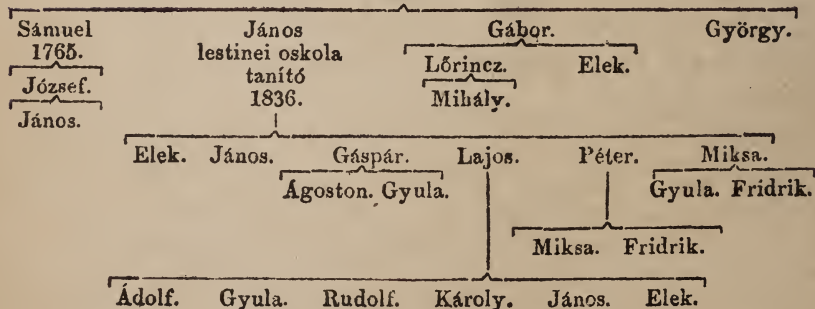 Sámuel János Gábor. György.
1765. lestinei oskola
tanító Lőrincz. Elek.
József. 1836. Mihály.
János.
Elek. János. Gáspár. Lajos. Péter. Miksa.
Ágoston. Gyula. Gyula. Fridrik.
Miksa. Fridrik.
Ádolf. Gyula. Rudolf. Károly. János. Elek.